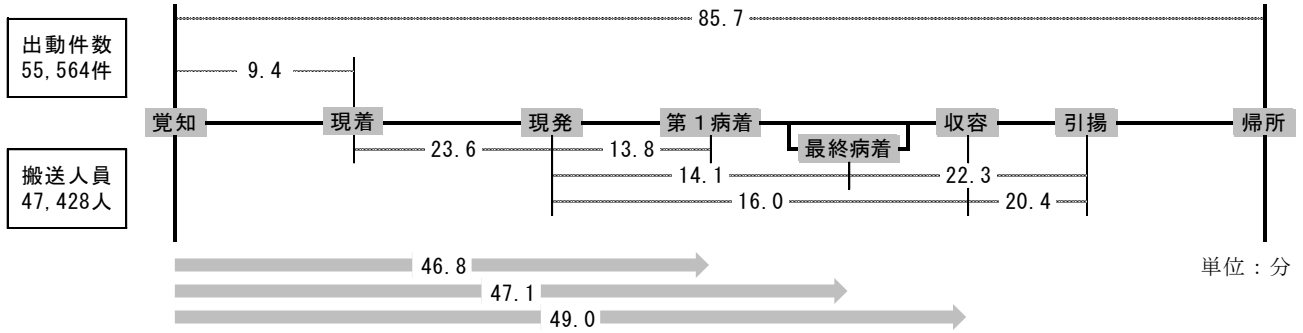 85.7
出動件数
55,564件
9.4
覚知 現着 現発 第1病着 収容 引揚 帰所
最終病着
23.6 13.8
搬送人員
47,428人
14.1 22.3
16.0 20.4
46.8
単位：分
47.1
49.0